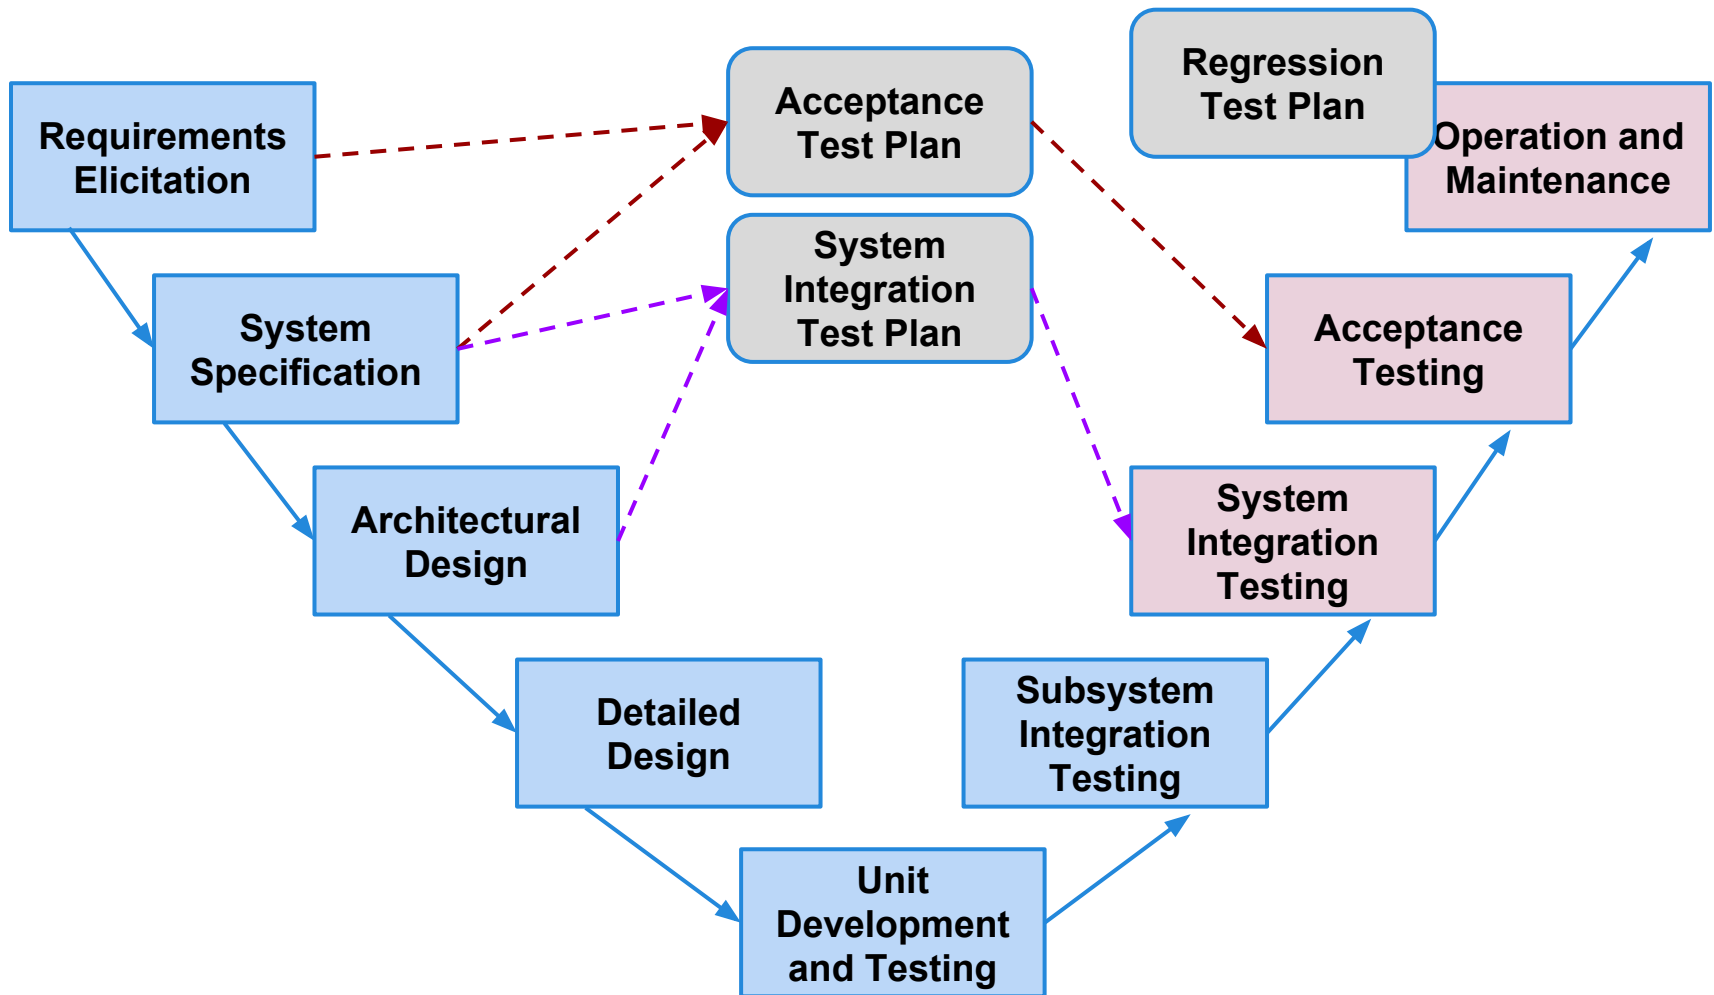 Requirements
Elicitation
Acceptance
Test Plan
Regression
Test Plan
Operation and
Maintenance
System
Integration
Test Plan
System
Specification
Acceptance
Testing
Architectural
Design
System
Integration
Testing
Detailed
Design
Subsystem
Integration
Testing
Unit
Development
and Testing